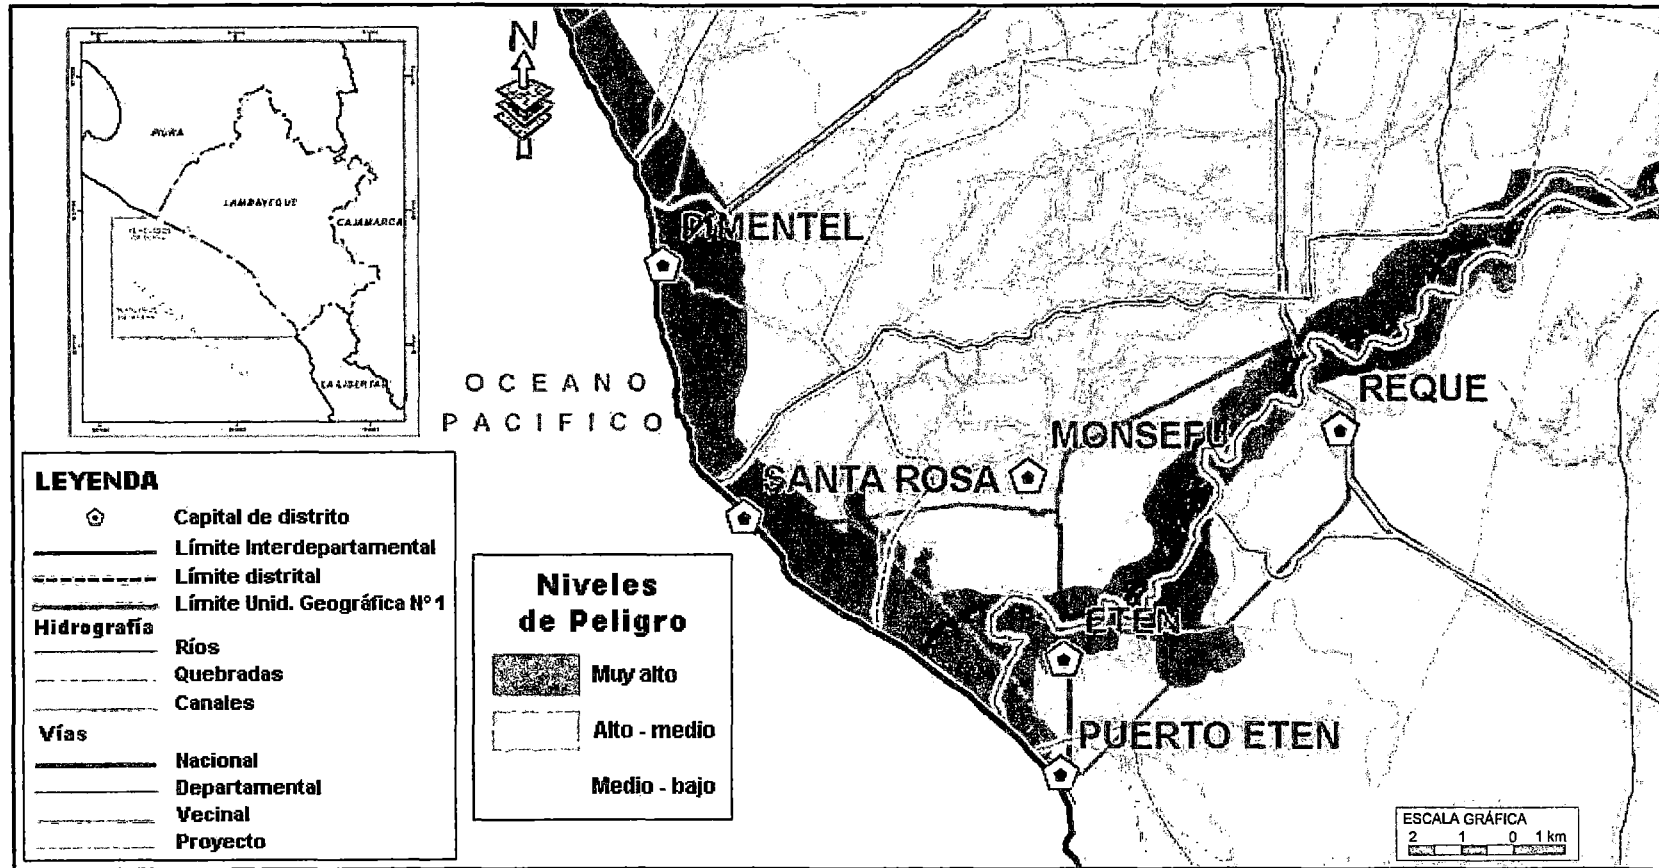 PIURA
LAMBAYEQUE
CAJAMARCA
LA LIBERTAD
N
OCEANO
PACIFICO
PIMENTEL
REQUE
MONSEFU
SANTA ROSA
ETEN
PUERTO ETEN
LEYENDA
Capital de distrito
Límite Interdepartamental
Límite distrital
Límite Unid. Geográfica Nº 1
Hidrografía
Ríos
Quebradas
Canales
Vías
Nacional
Departamental
Vecinal
Proyecto
Niveles
de Peligro
Muy alto
Alto - medio
Medio - bajo
ESCALA GRÁFICA
2 1 0 1 km